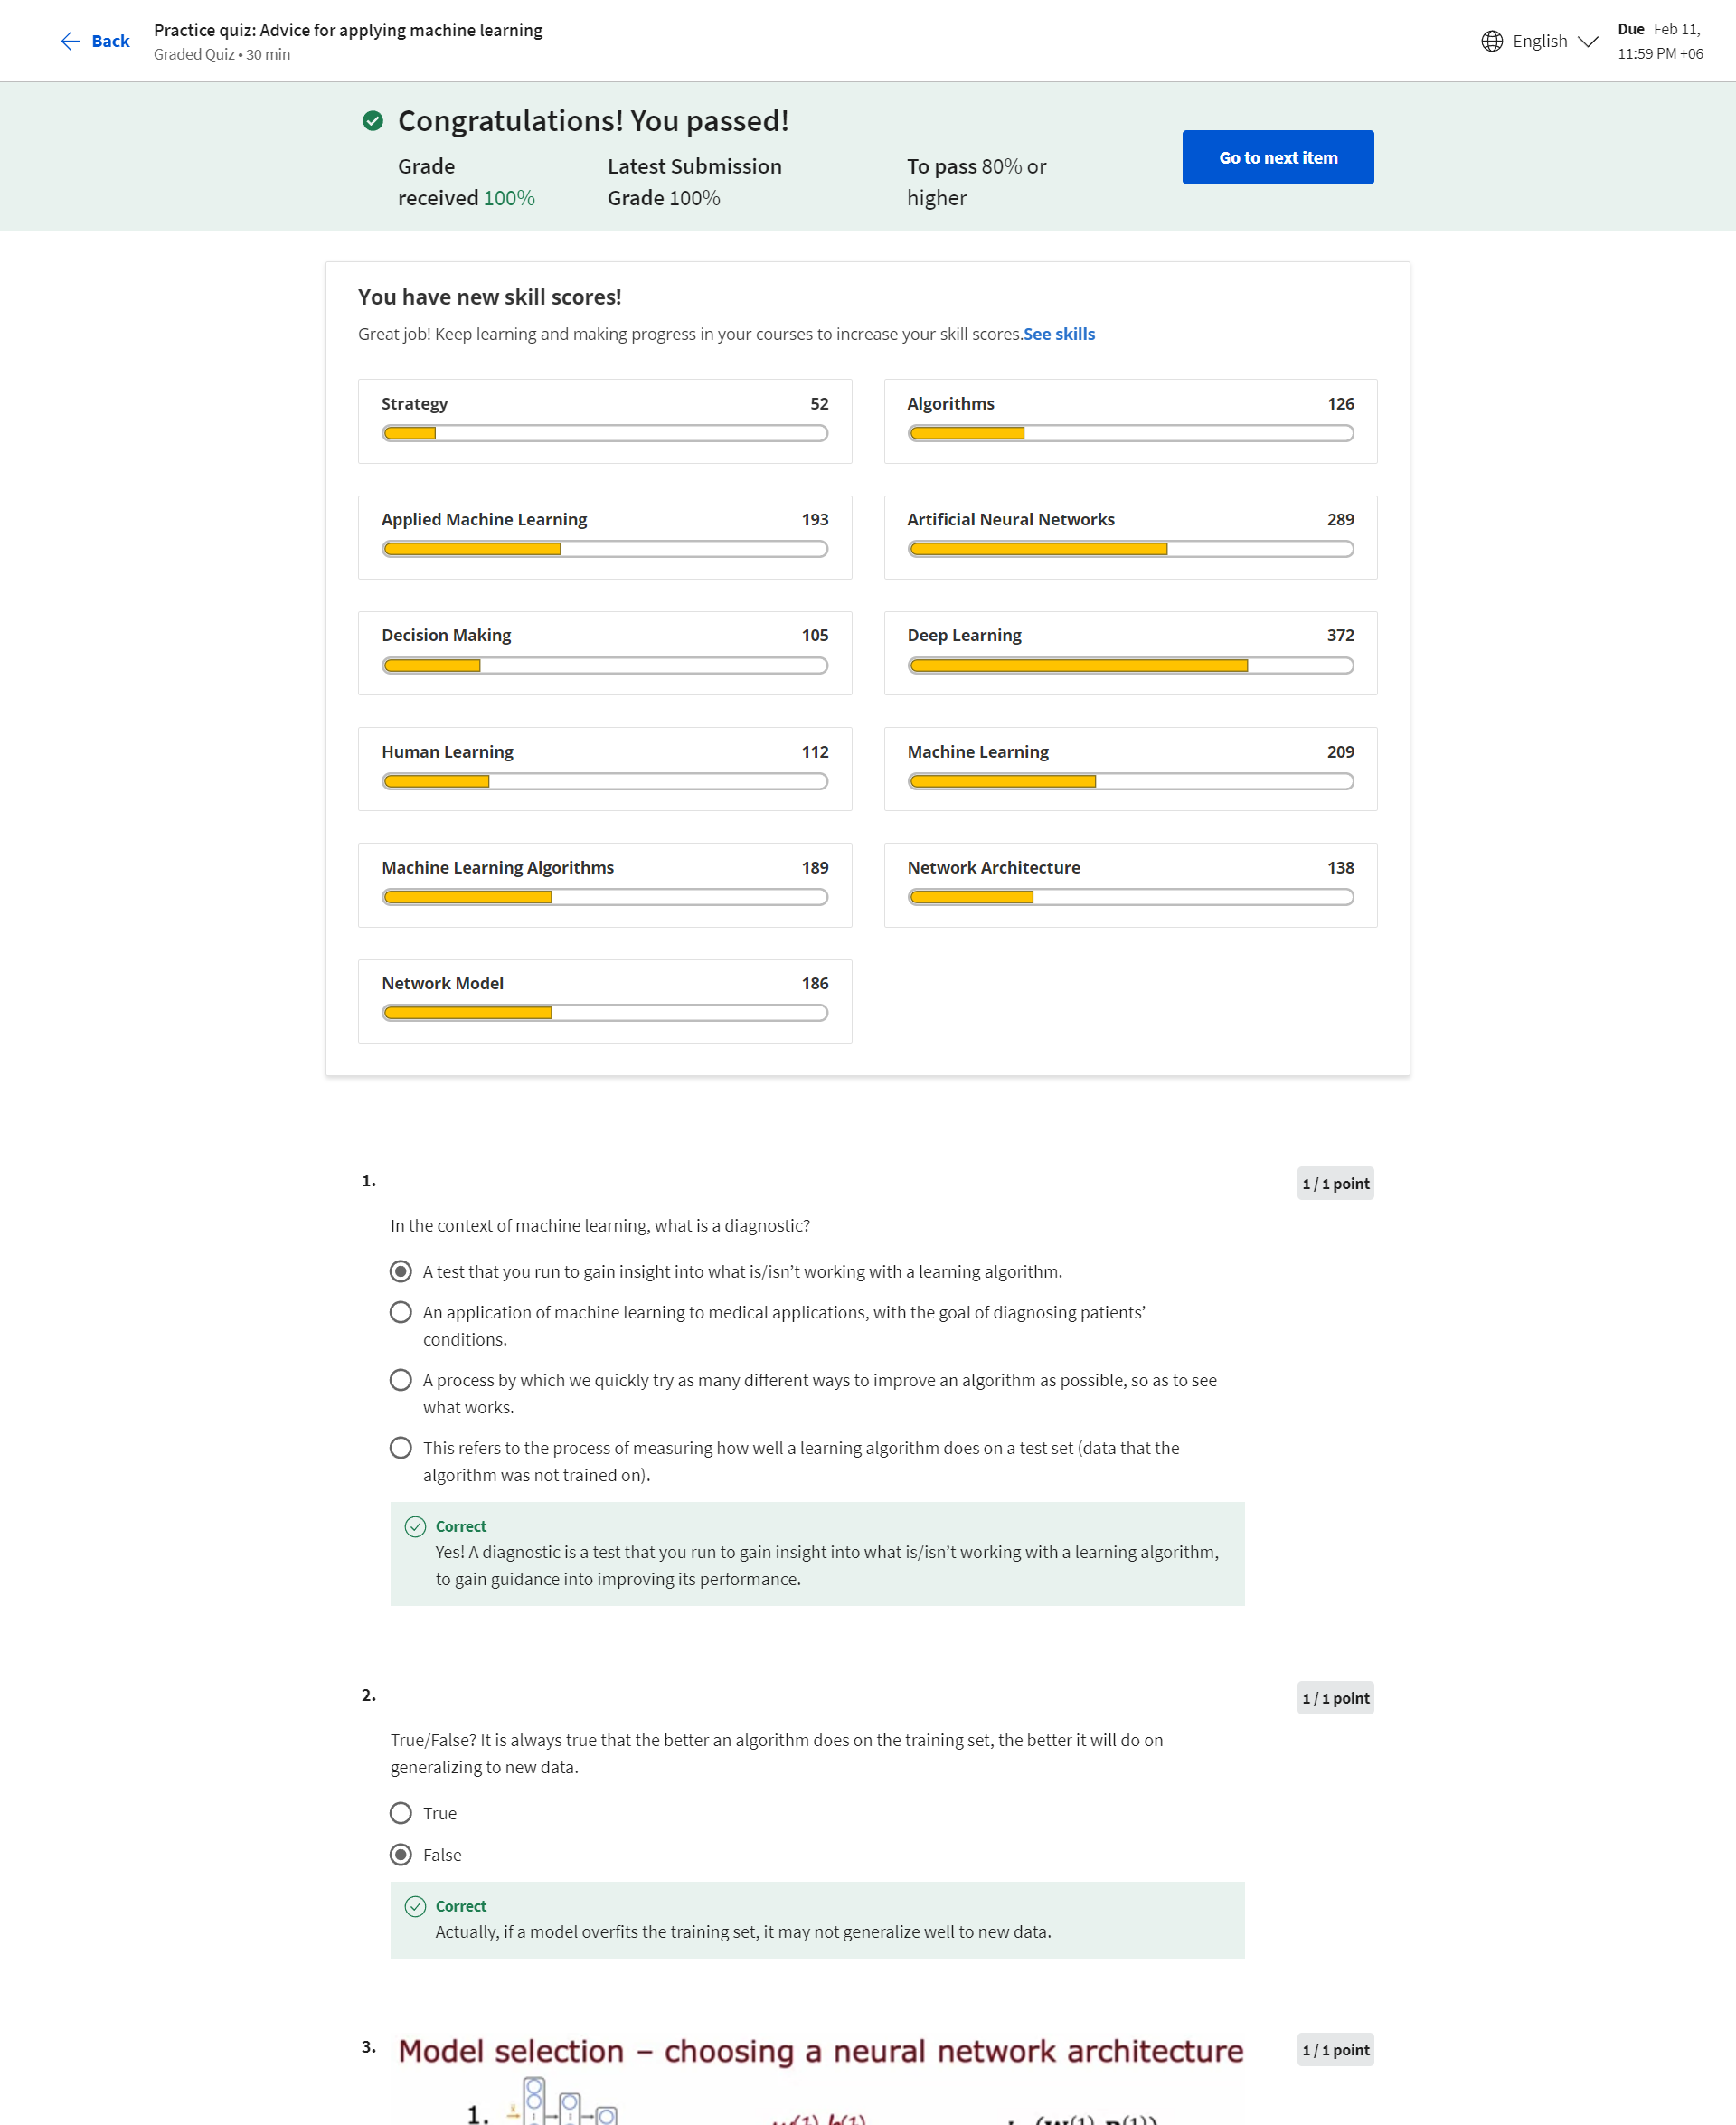 Back
Practice quiz: Advice for applying machine learning
Graded Quiz • 30 min
English
Due Feb 11,
11:59 PM +06
Congratulations! You passed!
Grade
received 100%
Latest Submission
Grade 100%
To pass 80% or
higher
Go to next item
You have new skill scores!
Great job! Keep learning and making progress in your courses to increase your skill scores.See skills
Strategy 52
Algorithms 126
Applied Machine Learning 193
Artificial Neural Networks 289
Decision Making 105
Deep Learning 372
Human Learning 112
Machine Learning 209
Machine Learning Algorithms 189
Network Architecture 138
Network Model 186
1.
1 / 1 point
In the context of machine learning, what is a diagnostic?
A test that you run to gain insight into what is/isn’t working with a learning algorithm.
An application of machine learning to medical applications, with the goal of diagnosing patients’
conditions.
A process by which we quickly try as many different ways to improve an algorithm as possible, so as to see
what works.
This refers to the process of measuring how well a learning algorithm does on a test set (data that the
algorithm was not trained on).
Correct
Yes! A diagnostic is a test that you run to gain insight into what is/isn’t working with a learning algorithm,
to gain guidance into improving its performance.
2.
1 / 1 point
True/False? It is always true that the better an algorithm does on the training set, the better it will do on
generalizing to new data.
True
False
Correct
Actually, if a model overfits the training set, it may not generalize well to new data.
3.
Model selection – choosing a neural network architecture
1 / 1 point
1.